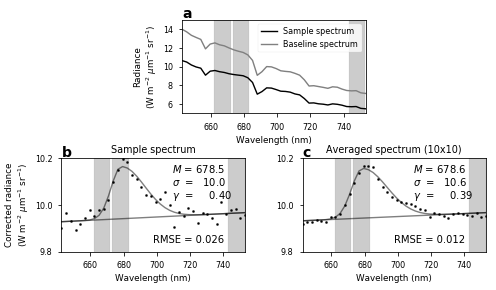 a
Sample spectrum
Baseline spectrum
Radiance
(W m⁻² μm⁻¹ sr⁻¹)
14
12
10
8
6
660 680 700 720 740
Wavelength (nm)
b
Sample spectrum
Corrected radiance
(W m⁻² μm⁻¹ sr⁻¹)
10.2
10.0
9.8
M = 678.5
σ = 10.0
γ = 0.40
RMSE = 0.026
660 680 700 720 740
Wavelength (nm)
c
Averaged spectrum (10x10)
10.2
10.0
9.8
M = 678.6
σ = 10.6
γ = 0.39
RMSE = 0.012
660 680 700 720 740
Wavelength (nm)